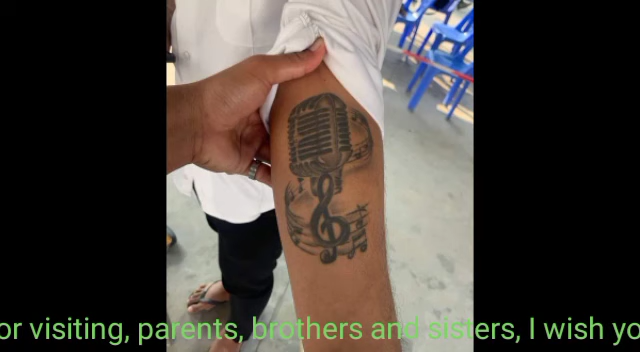 or visiting, parents, brothers and sisters, I wish yo